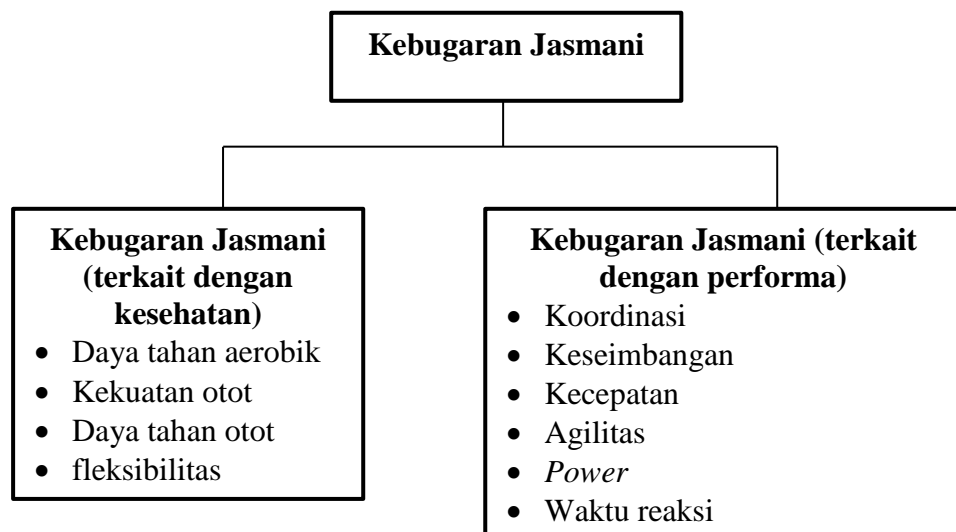 Kebugaran Jasmani
Kebugaran Jasmani
(terkait dengan
kesehatan)
• Daya tahan aerobik
• Kekuatan otot
• Daya tahan otot
• fleksibilitas
Kebugaran Jasmani (terkait
dengan performa)
• Koordinasi
• Keseimbangan
• Kecepatan
• Agilitas
• Power
• Waktu reaksi